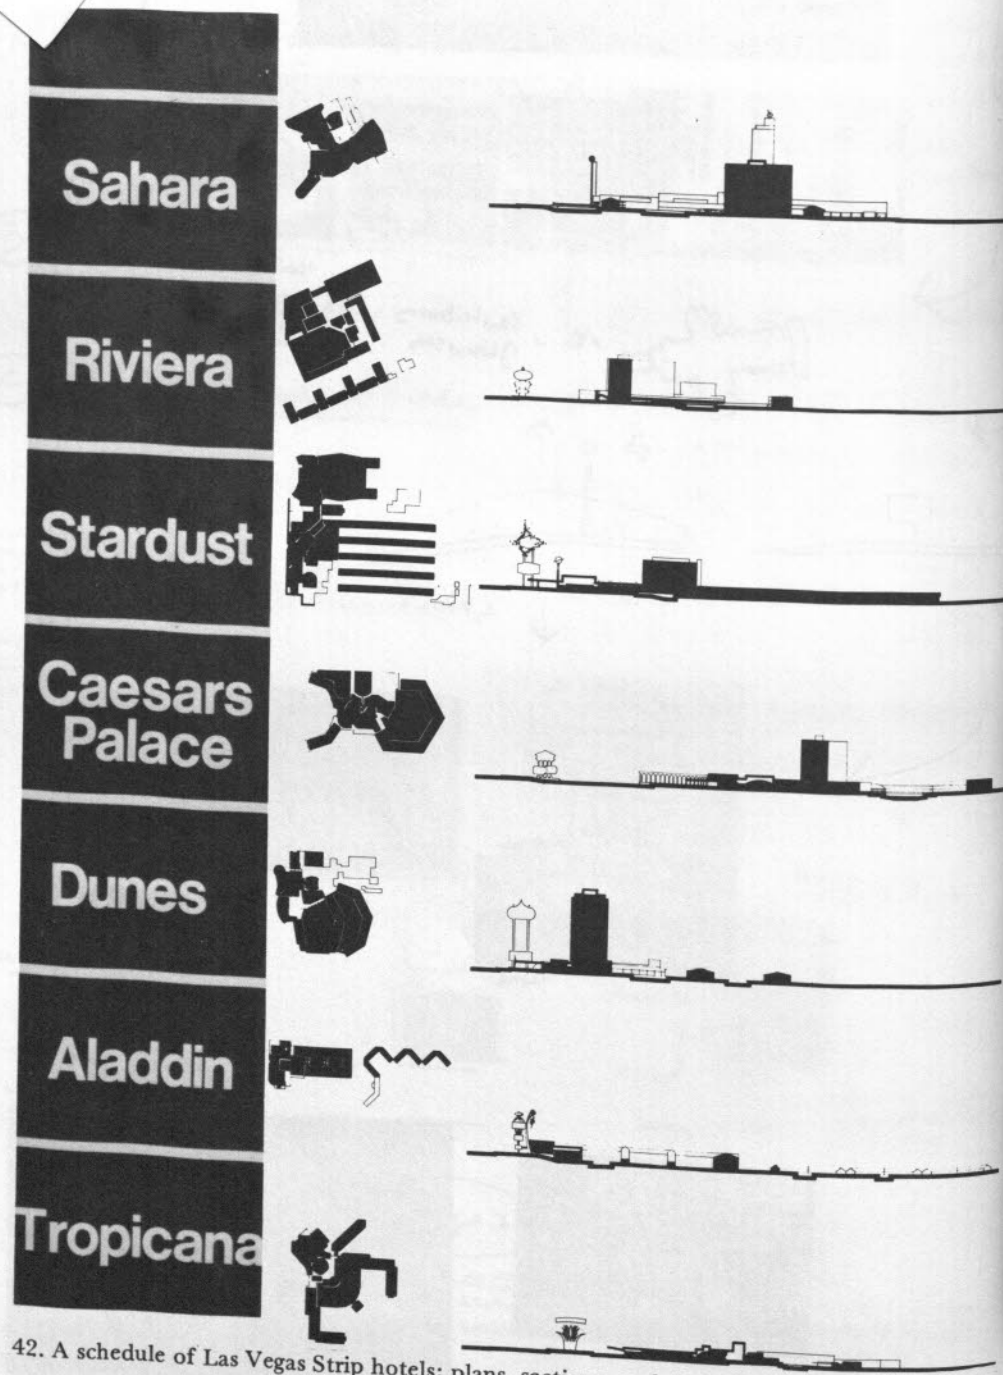 Sahara
Riviera
Stardust
Caesars
Palace
Dunes
Aladdin
Tropicana
42. A schedule of Las Vegas Strip hotels: plans,